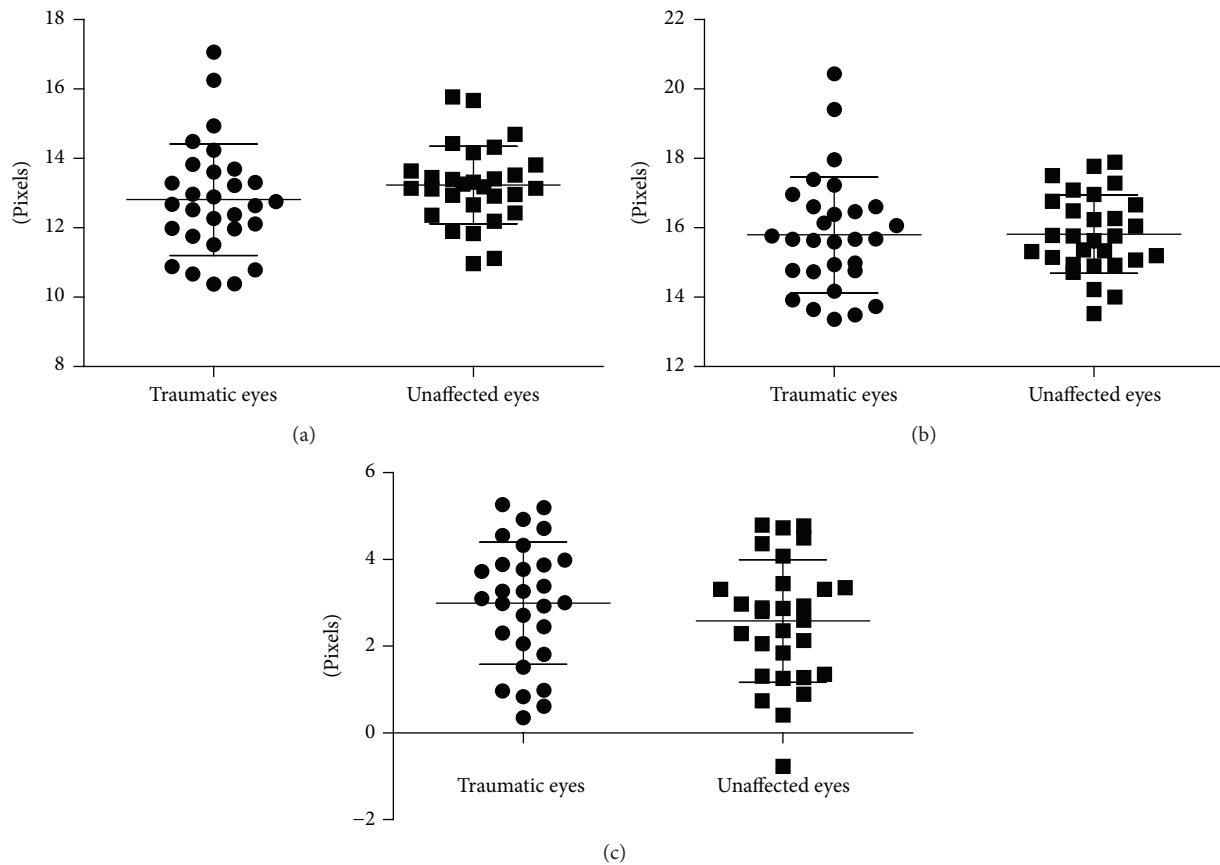 18
16
14
12
10
8
(Pixels)
Traumatic eyes
Unaffected eyes
(a)
22
20
18
16
14
12
(Pixels)
Traumatic eyes
Unaffected eyes
(b)
6
4
2
0
−2
(Pixels)
Traumatic eyes
Unaffected eyes
(c)